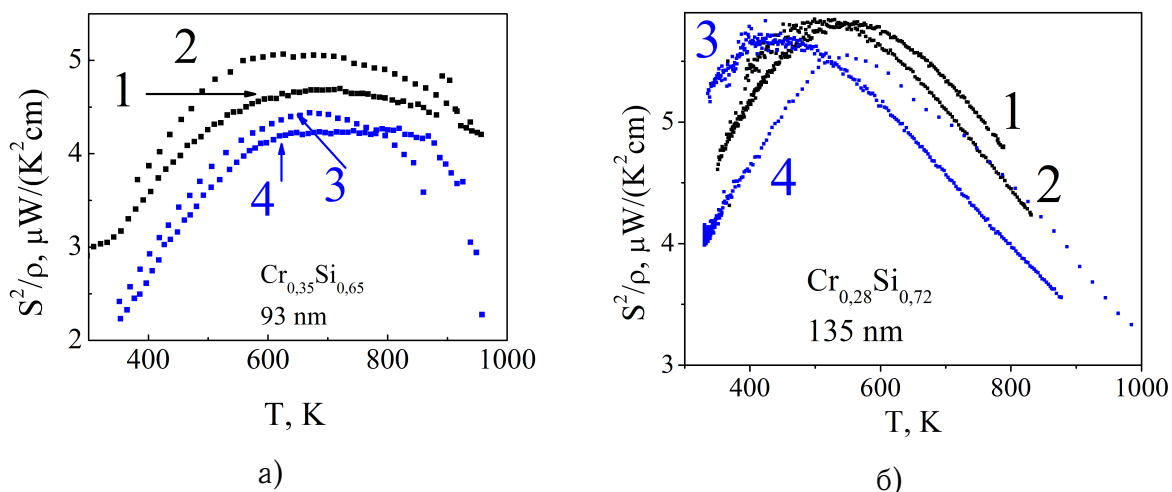 5
4
3
2
S²/ρ, μW/(K²cm)
2
1
3
4
Cr₀,₃₅Si₀,₆₅
93 nm
400 600 800 1000
T, K
а)
5
4
3
S²/ρ, μW/(K²cm)
3
1
2
4
Cr₀,₂₈Si₀,₇₂
135 nm
400 600 800 1000
T, K
б)